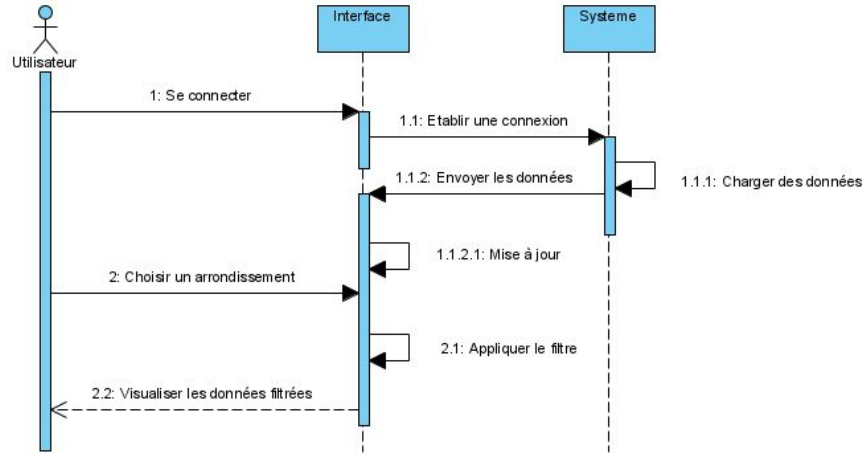 Interface
Systeme
Utilisateur
1: Se connecter
1.1: Etablir une connexion
1.1.1: Charger des données
1.1.2: Envoyer les données
1.1.2.1: Mise à jour
2: Choisir un arrondissement
2.1: Appliquer le filtre
2.2: Visualiser les données filtrées